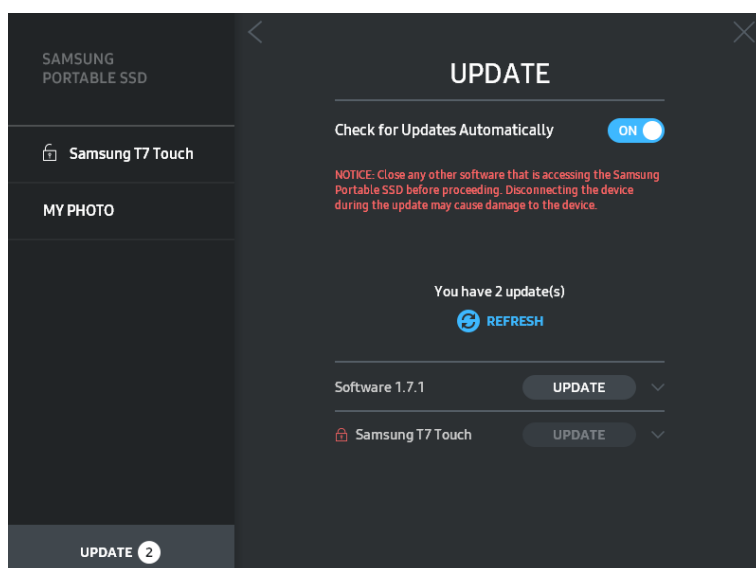 SAMSUNG
PORTABLE SSD
Samsung T7 Touch
MY PHOTO
UPDATE 2
UPDATE
Check for Updates Automatically
ON
NOTICE: Close any other software that is accessing the Samsung
Portable SSD before proceeding. Disconnecting the device
during the update may cause damage to the device.
You have 2 update(s)
REFRESH
Software 1.7.1
UPDATE
Samsung T7 Touch
UPDATE